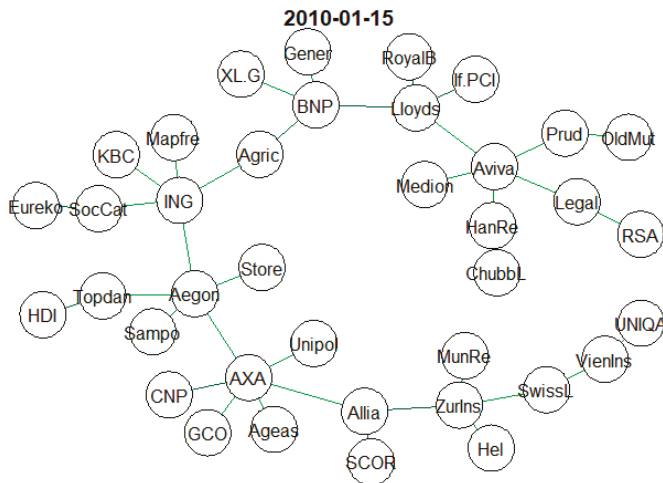 2010-01-15
Gener
RoyalB
XL.G
If.PCI
BNP
Lloyds
Mapfre
Prud
OldMut
KBC
Agric
Aviva
Medion
ING
Legal
Eureko
SocCat
HanRe
RSA
ChubbL
Store
Topdan
Aegon
HDI
UNIQA
Sampo
Unipol
MunRe
VienIns
AXA
SwissL
CNP
Allia
ZurIns
GCO
Ageas
Hel
SCOR